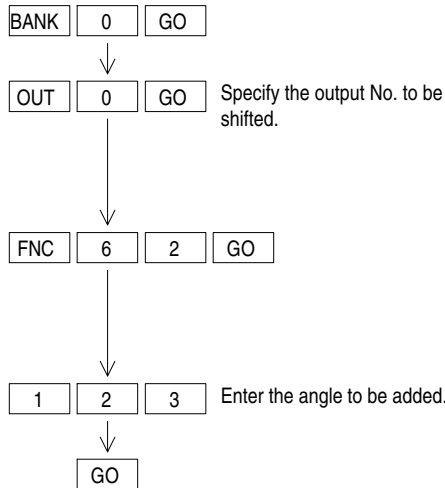 BANK 0 GO
OUT 0 GO Specify the output No. to be
shifted.
FNC 6 2 GO
1 2 3 Enter the angle to be added.
GO